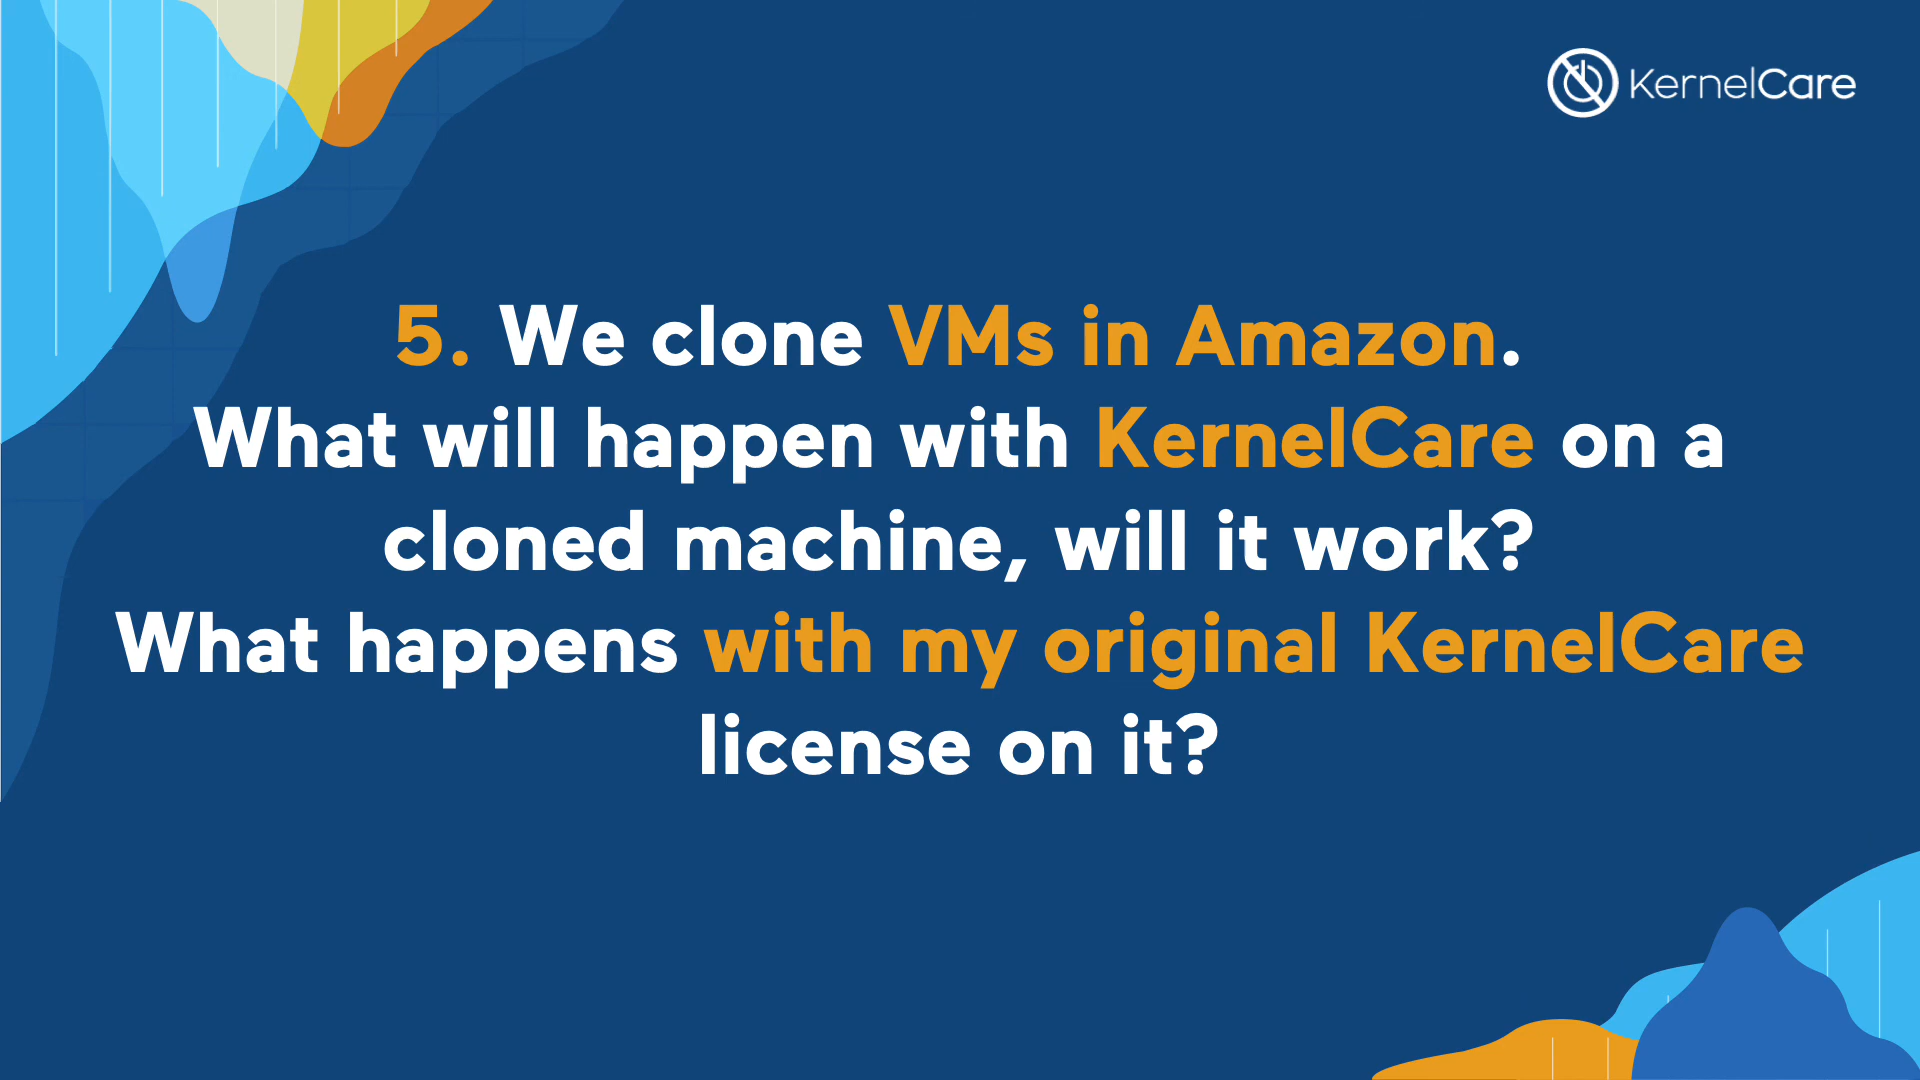 KernelCare
5. We clone VMs in Amazon.
What will happen with KernelCare on a
cloned machine, will it work?
What happens with my original KernelCare
license on it?